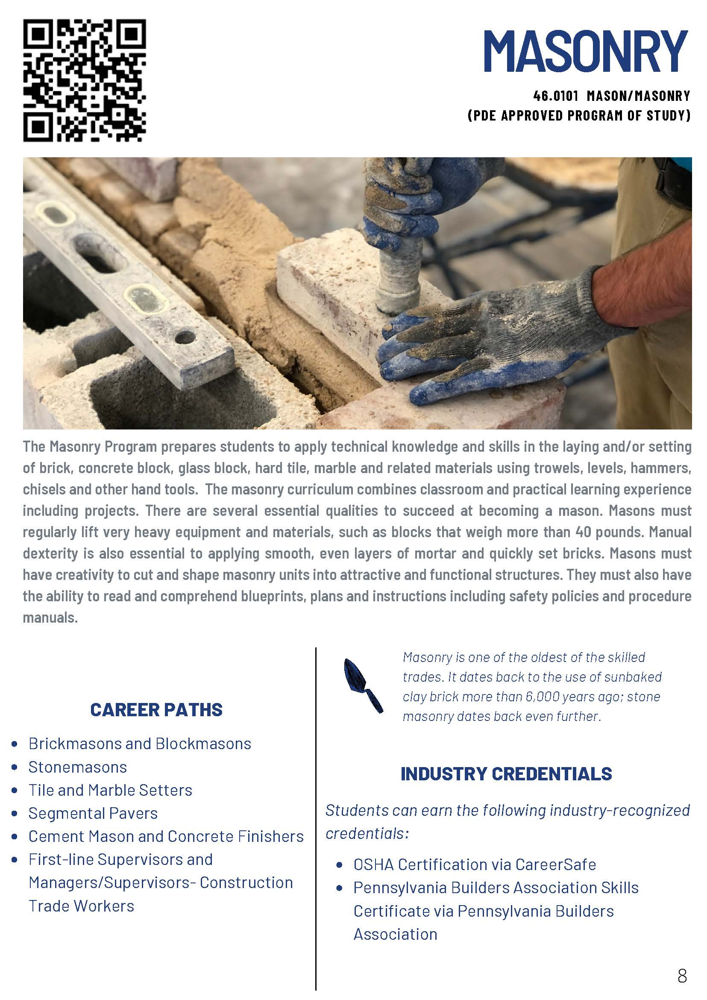 MASONRY
46.0101 MASON/MASONRY
(PDE APPROVED PROGRAM OF STUDY)
The Masonry Program prepares students to apply technical knowledge and skills in the laying and/or setting
of brick, concrete block, glass block, hard tile, marble and related materials using trowels, levels, hammers,
chisels and other hand tools. The masonry curriculum combines classroom and practical learning experience
including projects. There are several essential qualities to succeed at becoming a mason. Masons must
regularly lift very heavy equipment and materials, such as blocks that weigh more than 40 pounds. Manual
dexterity is also essential to applying smooth, even layers of mortar and quickly set bricks. Masons must
have creativity to cut and shape masonry units into attractive and functional structures. They must also have
the ability to read and comprehend blueprints, plans and instructions including safety policies and procedure
manuals.
CAREER PATHS
• Brickmasons and Blockmasons
• Stonemasons
• Tile and Marble Setters
• Segmental Pavers
• Cement Mason and Concrete Finishers
• First-line Supervisors and
Managers/Supervisors- Construction
Trade Workers
Masonry is one of the oldest of the skilled
trades. It dates back to the use of sunbaked
clay brick more than 6,000 years ago; stone
masonry dates back even further.
INDUSTRY CREDENTIALS
Students can earn the following industry-recognized
credentials:
• OSHA Certification via CareerSafe
• Pennsylvania Builders Association Skills
Certificate via Pennsylvania Builders
Association
8